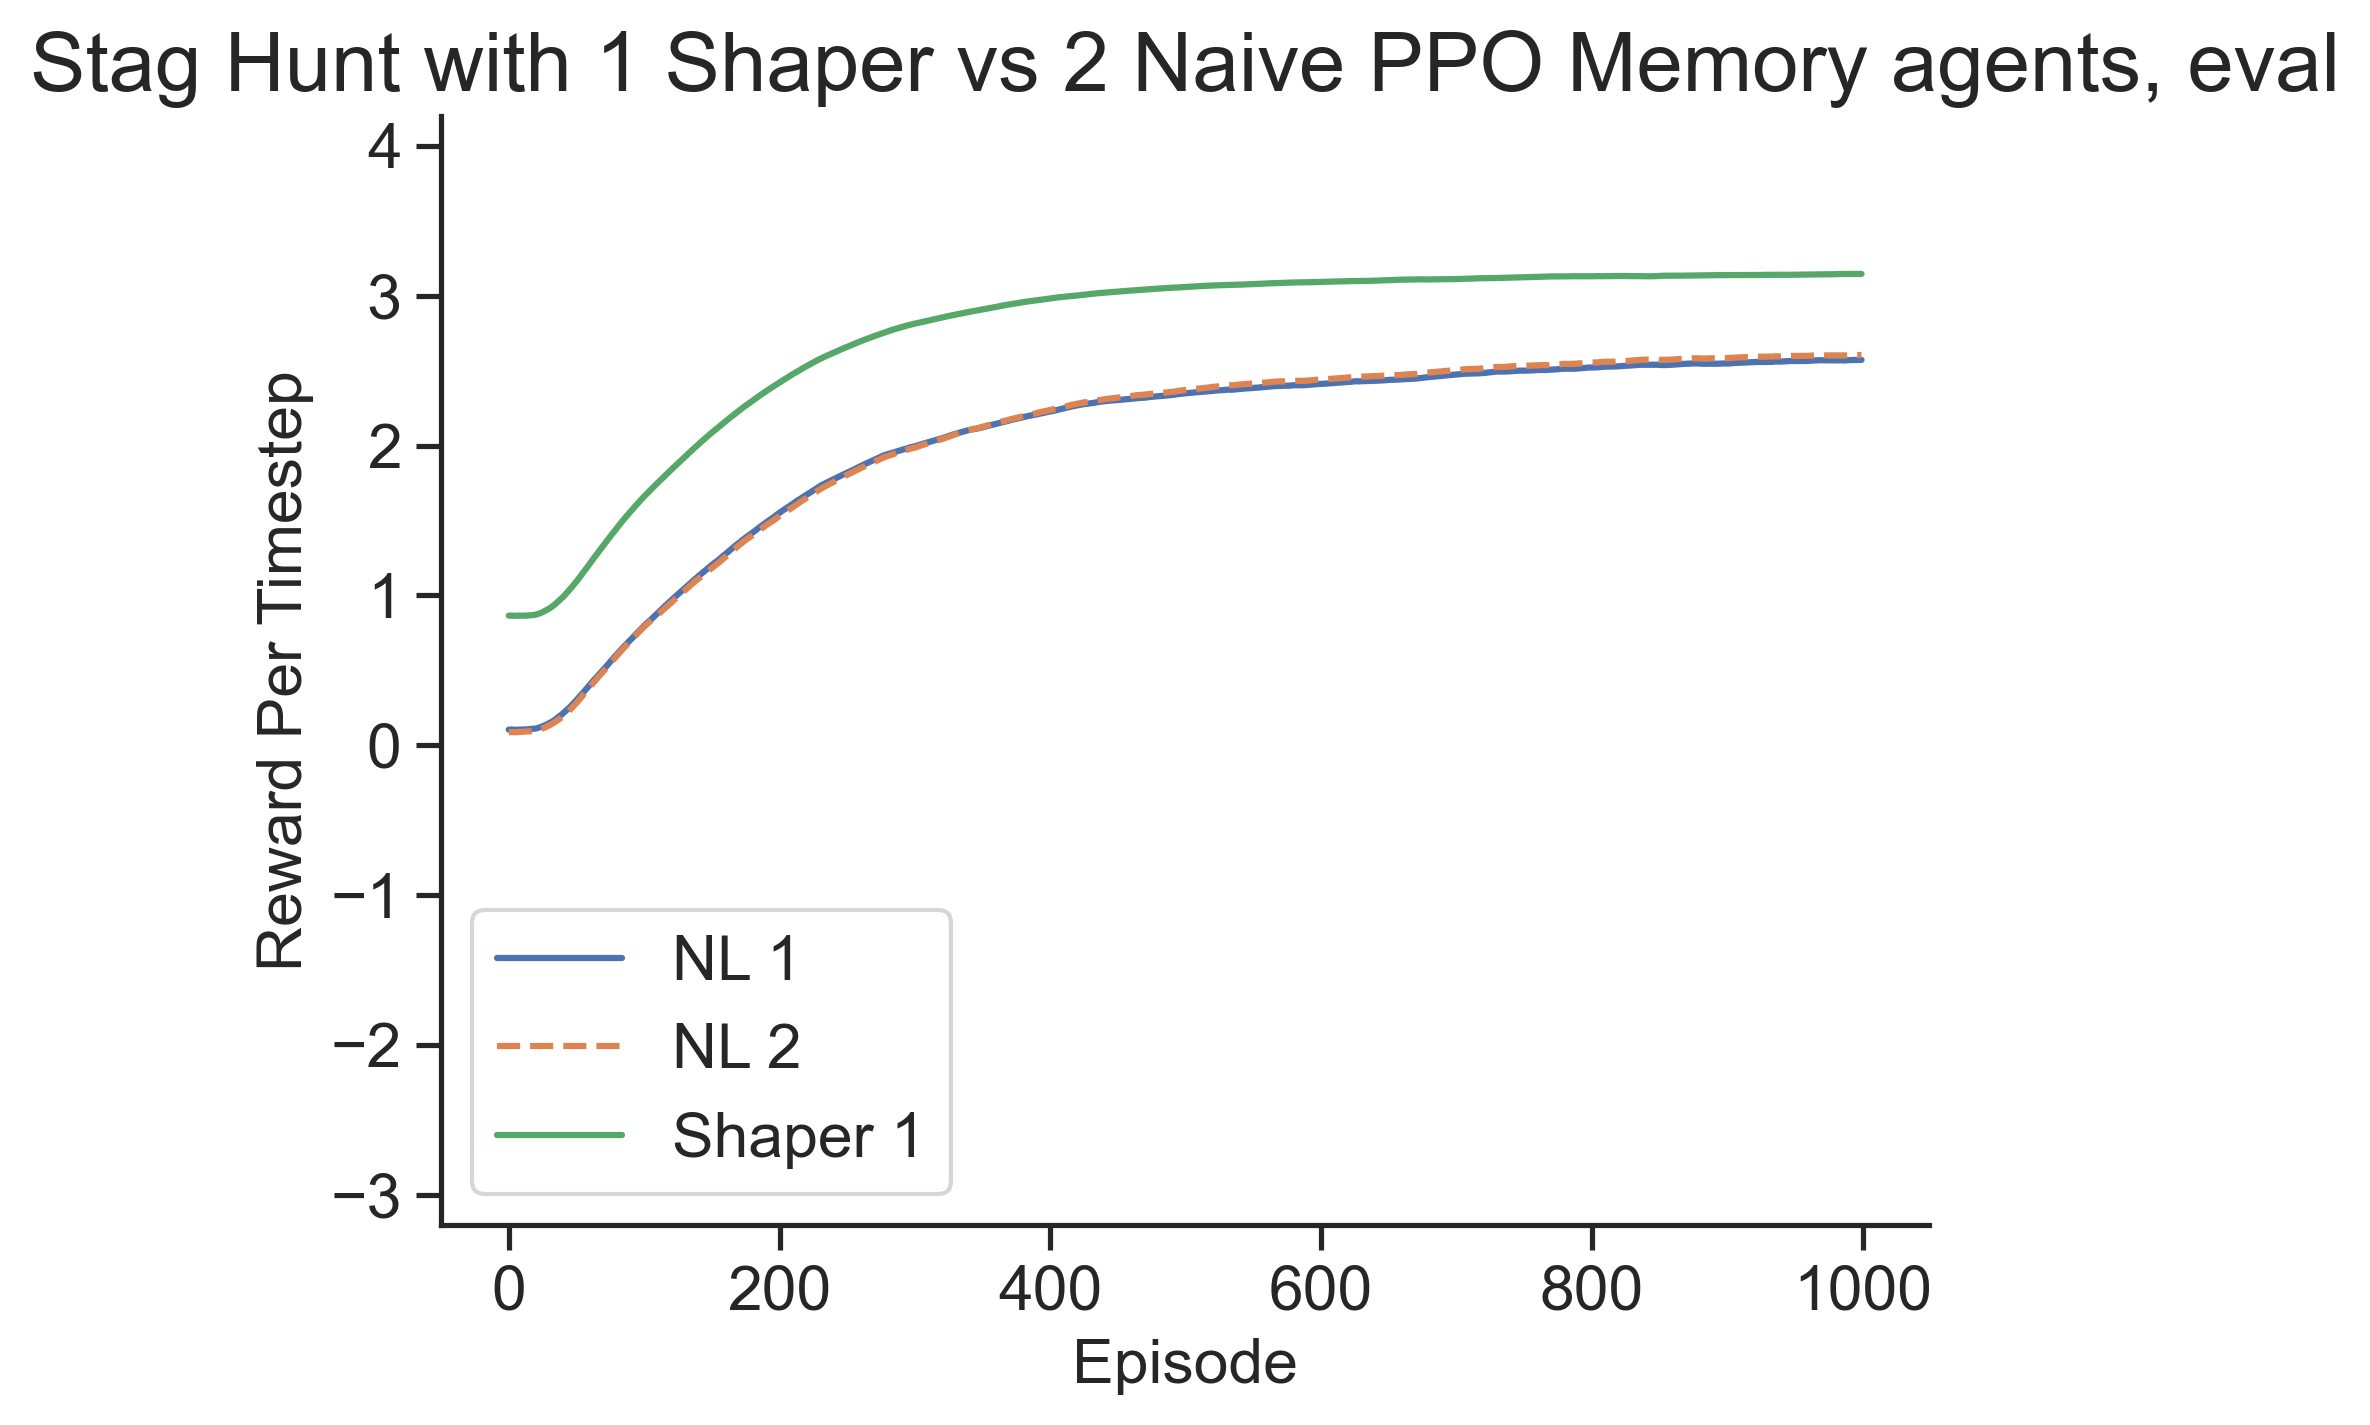 Stag Hunt with 1 Shaper vs 2 Naive PPO Memory agents, eval
4
3
2
1
0
−1
−2
−3
Reward Per Timestep
NL 1
NL 2
Shaper 1
0 200 400 600 800 1000
Episode